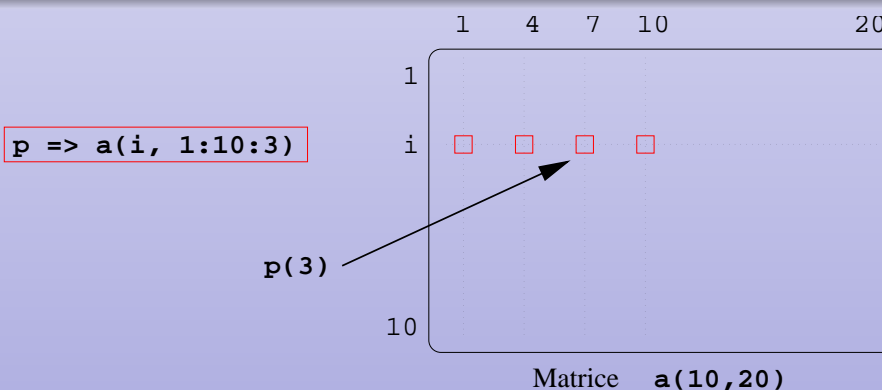 1 4 7 10 20
1
p => a(i, 1:10:3) i
p(3)
10
Matrice a(10,20)